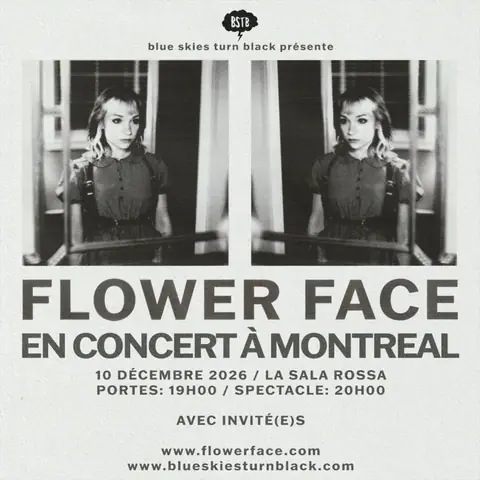 BSTB
blue skies turn black présente
FLOWER FACE
EN CONCERT À MONTREAL
10 DÉCEMBRE 2026 / LA SALA ROSSA
PORTES: 19H00 / SPECTACLE: 20H00
AVEC INVITÉ(E)S
www.flowerface.com
www.blueskiesturnblack.com